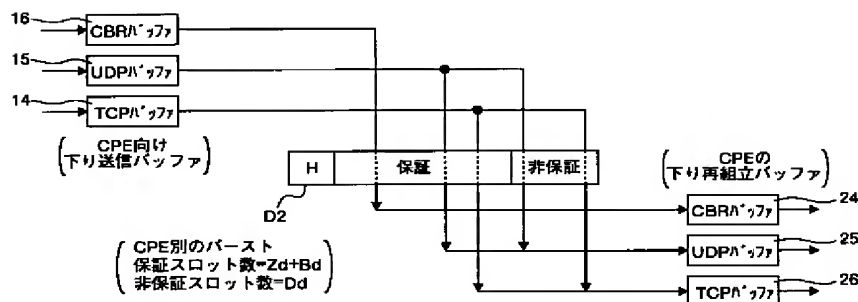 16
CBRバッファ
15
UDPバッファ
14
TCPバッファ
CPE向け
下り送信バッファ
H
保証
非保証
D2
CPEの
下り再組立バッファ
CBRバッファ
24
UDPバッファ
25
TCPバッファ
26
CPE別のバースト
保証スロット数=Zd+Bd
非保証スロット数=Dd